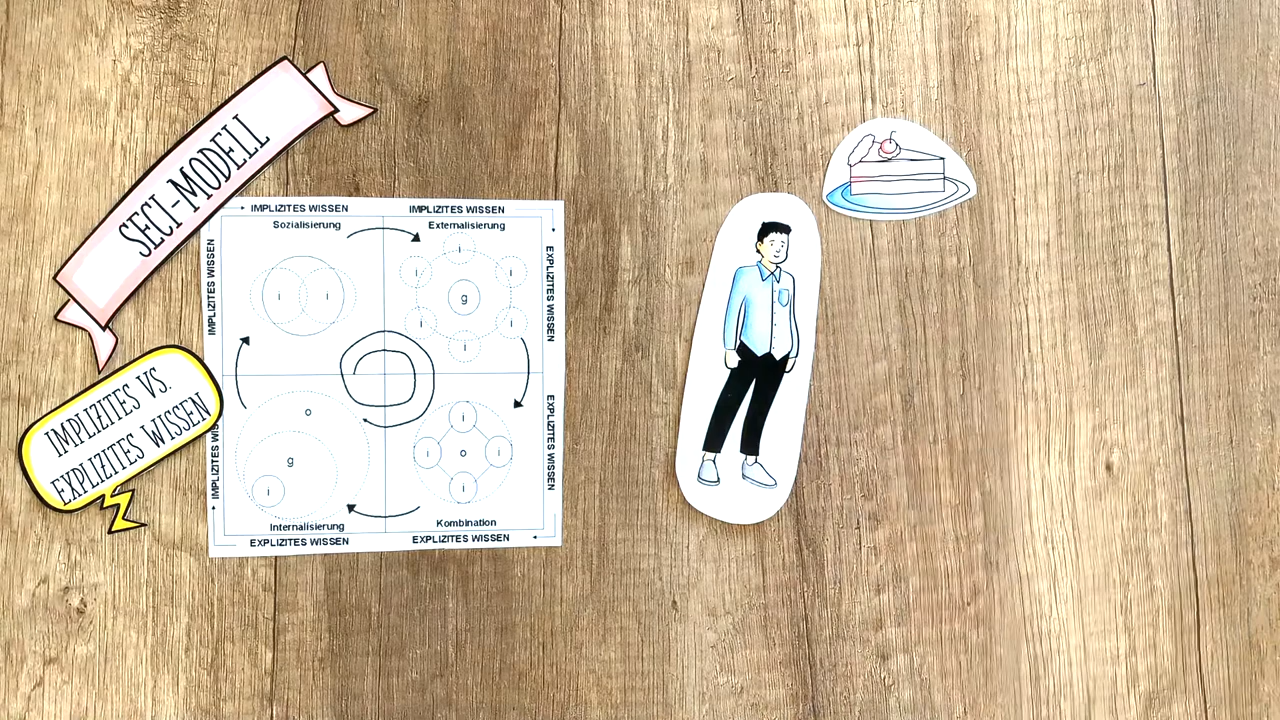 SECI-MODELL
IMPLIZITES VS.
EXPLIZITES WISSEN
IMPLIZITES WISSEN
IMPLIZITES WISSEN
Sozialisierung
Externalisierung
IMPLIZITES WISSEN
EXPLIZITES WISSEN
i
i
i
i
i
g
i
i
i
IMPLIZITES WISSEN
EXPLIZITES WISSEN
o
g
i
i
i
o
i
i
Internalisierung
Kombination
EXPLIZITES WISSEN
EXPLIZITES WISSEN